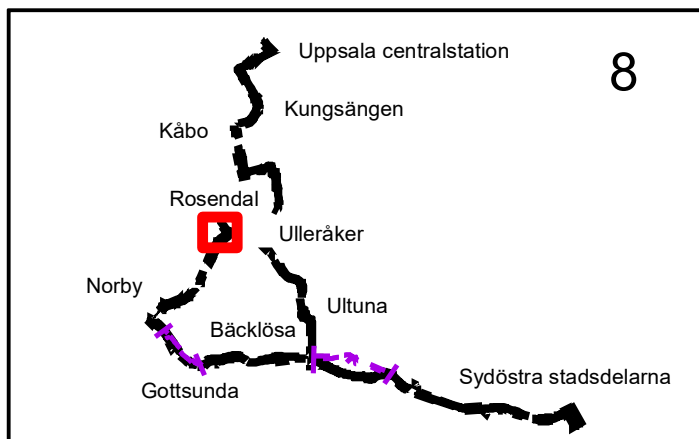 Uppsala centralstation
8
Kungsängen
Kåbo
Rosendal
Ulleråker
Norby
Ultuna
Bäcklösa
Sydöstra stadsdelarna
Gottsunda